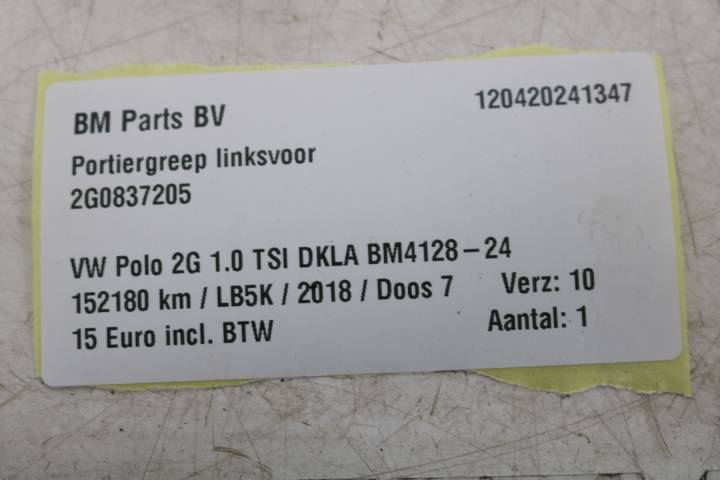 BM Parts BV 120420241347
Portiergreep linksvoor
2G0837205
VW Polo 2G 1.0 TSI DKLA BM4128-24
152180 km / LB5K / 2018 / Doos 7 Verz: 10
15 Euro incl. BTW Aantal: 1